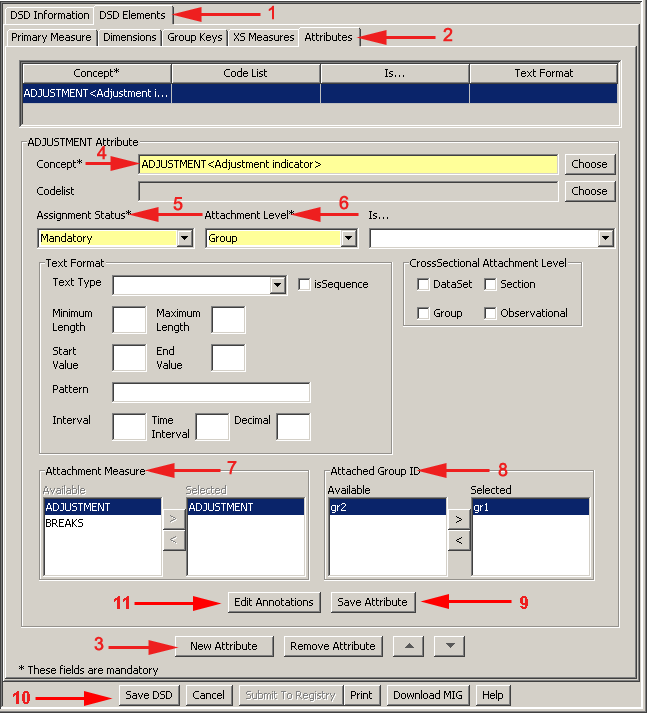 DSD Information DSD Elements 1
Primary Measure Dimensions Group Keys XS Measures Attributes 2
Concept* Code List Is... Text Format
ADJUSTMENT<Adjustment i...
ADJUSTMENT Attribute
Concept* 4 ADJUSTMENT<Adjustment indicator> Choose
Codelist Choose
Assignment Status* 5 Attachment Level* 6 Is...
Mandatory Group
Text Format CrossSectional Attachment Level
Text Type isSequence DataSet Section
Minimum Length Maximum Length Group Observational
Start Value End Value
Pattern
Interval Time Interval Decimal
Attachment Measure 7 Attached Group ID 8
Available Selected Available Selected
ADJUSTMENT ADJUSTMENT gr2 gr1
BREAKS > >
< <
11 Edit Annotations Save Attribute 9
3 New Attribute Remove Attribute
* These fields are mandatory
10 Save DSD Cancel Submit To Registry Print Download MIG Help